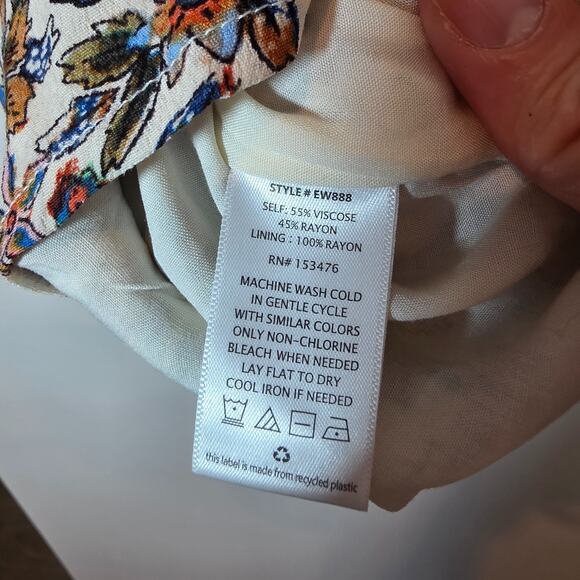 STYLE # EW888
SELF: 55% VISCOSE
45% RAYON
LINING : 100% RAYON
RN# 153476
MACHINE WASH COLD
IN GENTLE CYCLE
WITH SIMILAR COLORS
ONLY NON-CHLORINE
BLEACH WHEN NEEDED
LAY FLAT TO DRY
COOL IRON IF NEEDED
this label is made from recycled plastic